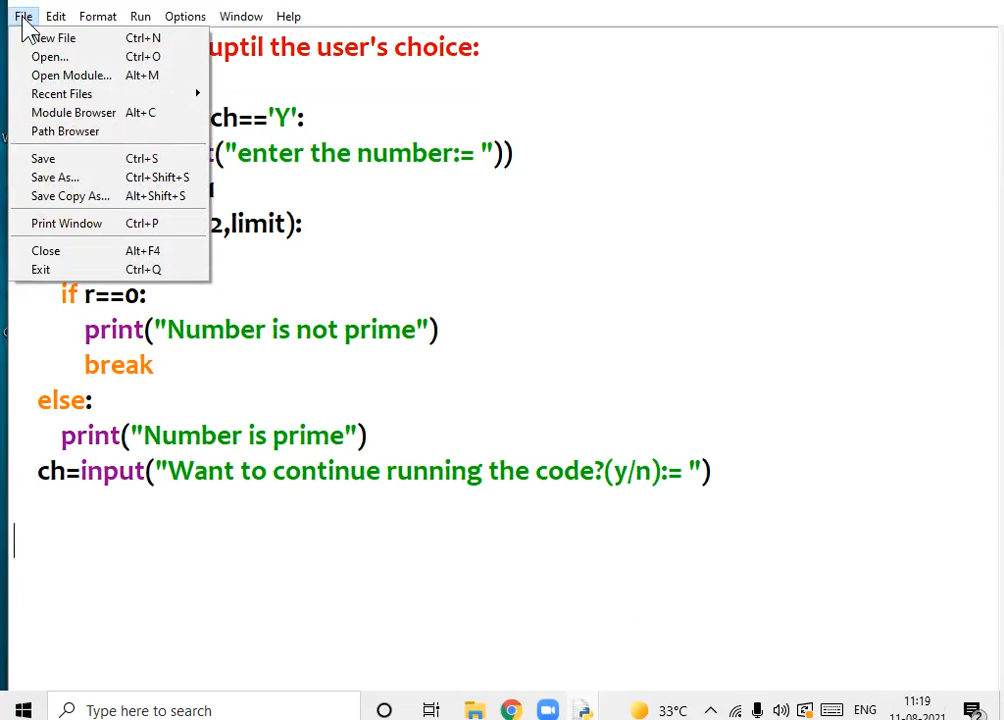 File Edit Format Run Options Window Help
New File Ctrl+N
Open... Ctrl+O
Open Module... Alt+M
Recent Files
Module Browser Alt+C
Path Browser
Save Ctrl+S
Save As... Ctrl+Shift+S
Save Copy As... Alt+Shift+S
Print Window Ctrl+P
Close Alt+F4
Exit Ctrl+Q
uptil the user's choice:
ch=='Y':
("enter the number:= "))
2,limit):
if r==0:
print("Number is not prime")
break
else:
print("Number is prime")
ch=input("Want to continue running the code?(y/n):= ")
Type here to search
33°C
ENG
11:19
11-08-2021